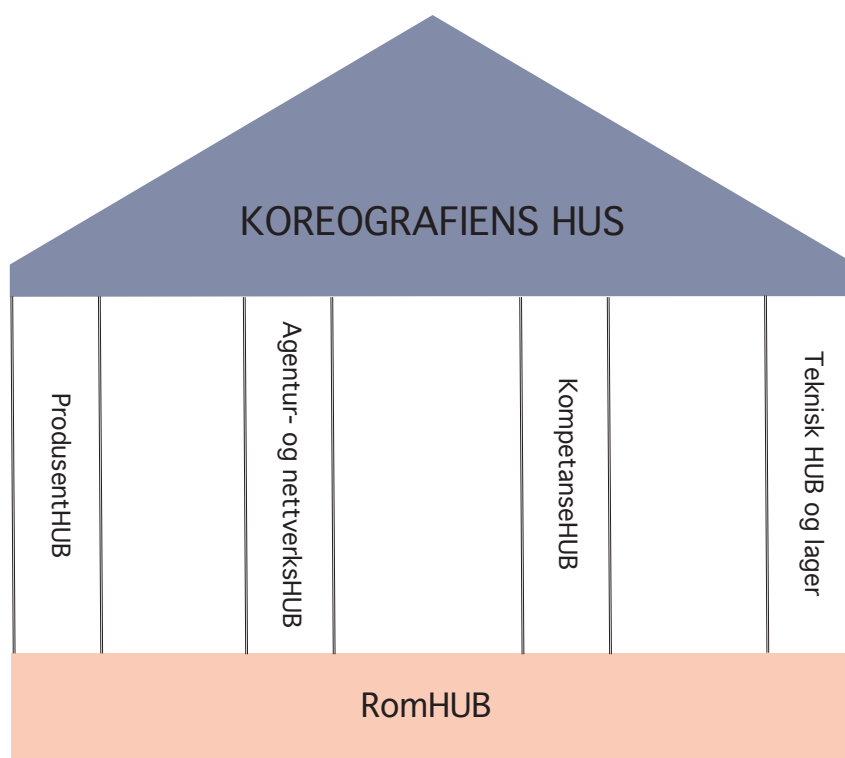 KOREOGRAFIENS HUS
ProdusentHUB
Agentur- og nettverksHUB
KompetanseHUB
Teknisk HUB og lager
RomHUB